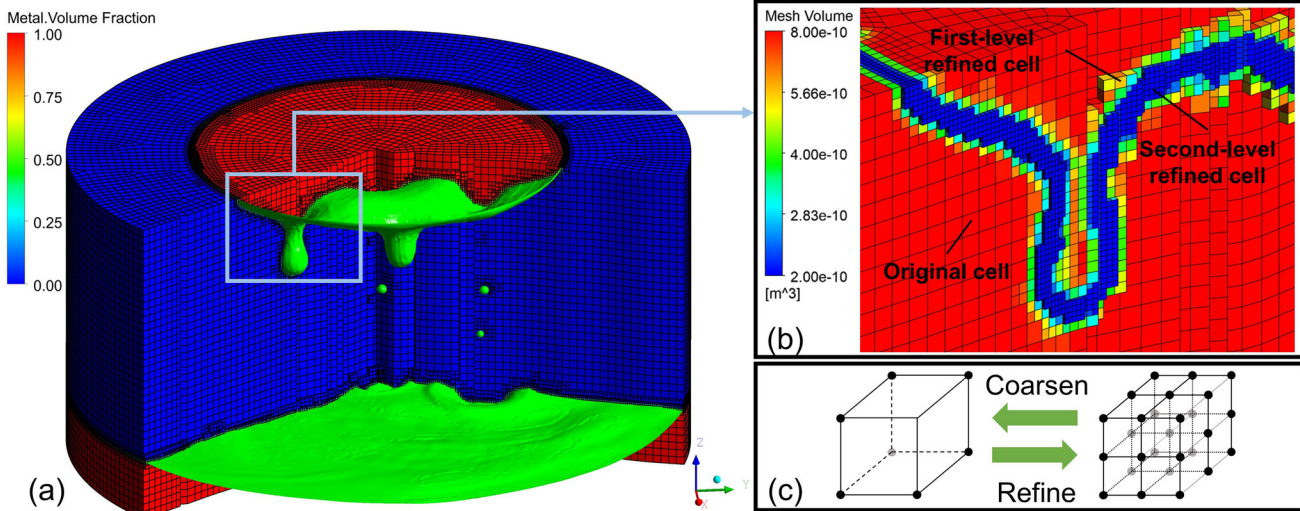 Metal.Volume Fraction
1.00
0.75
0.50
0.25
0.00
(a)
Z
Y
X
Mesh Volume
8.00e-10
5.66e-10
4.00e-10
2.83e-10
2.00e-10
[m^3]
First-level
refined cell
Second-level
refined cell
Original cell
(b)
Coarsen
Refine
(c)